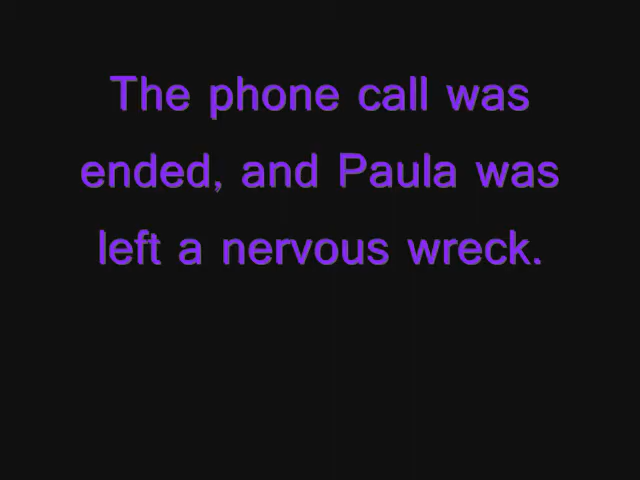 The phone call was
ended, and Paula was
left a nervous wreck.